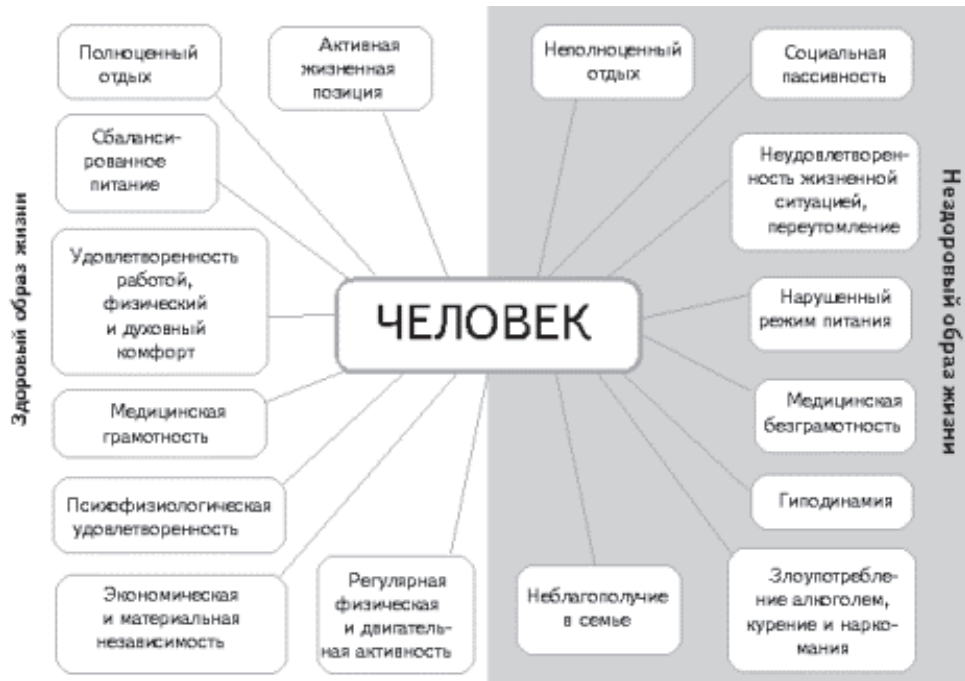 Здоровый образ жизни
Полноценный
отдых
Активная
жизненная
позиция
Сбаланси-
рованное
питание
Удовлетворенность
работой,
физический
и духовный
комфорт
Медицинская
грамотность
Психофизиологическая
удовлетворенность
Экономическая
и материальная
независимость
Регулярная
физическая
и двигатель-
ная активность
ЧЕЛОВЕК
Неполноценный
отдых
Социальная
пассивность
Неудовлетворен-
ность жизненной
ситуацией,
переутомление
Нарушенный
режим питания
Медицинская
безграмотность
Гиподинамия
Злоупотребле-
ние алкоголем,
курение и нарко-
мания
Неблагополучие
в семье
Нездоровый образ жизни